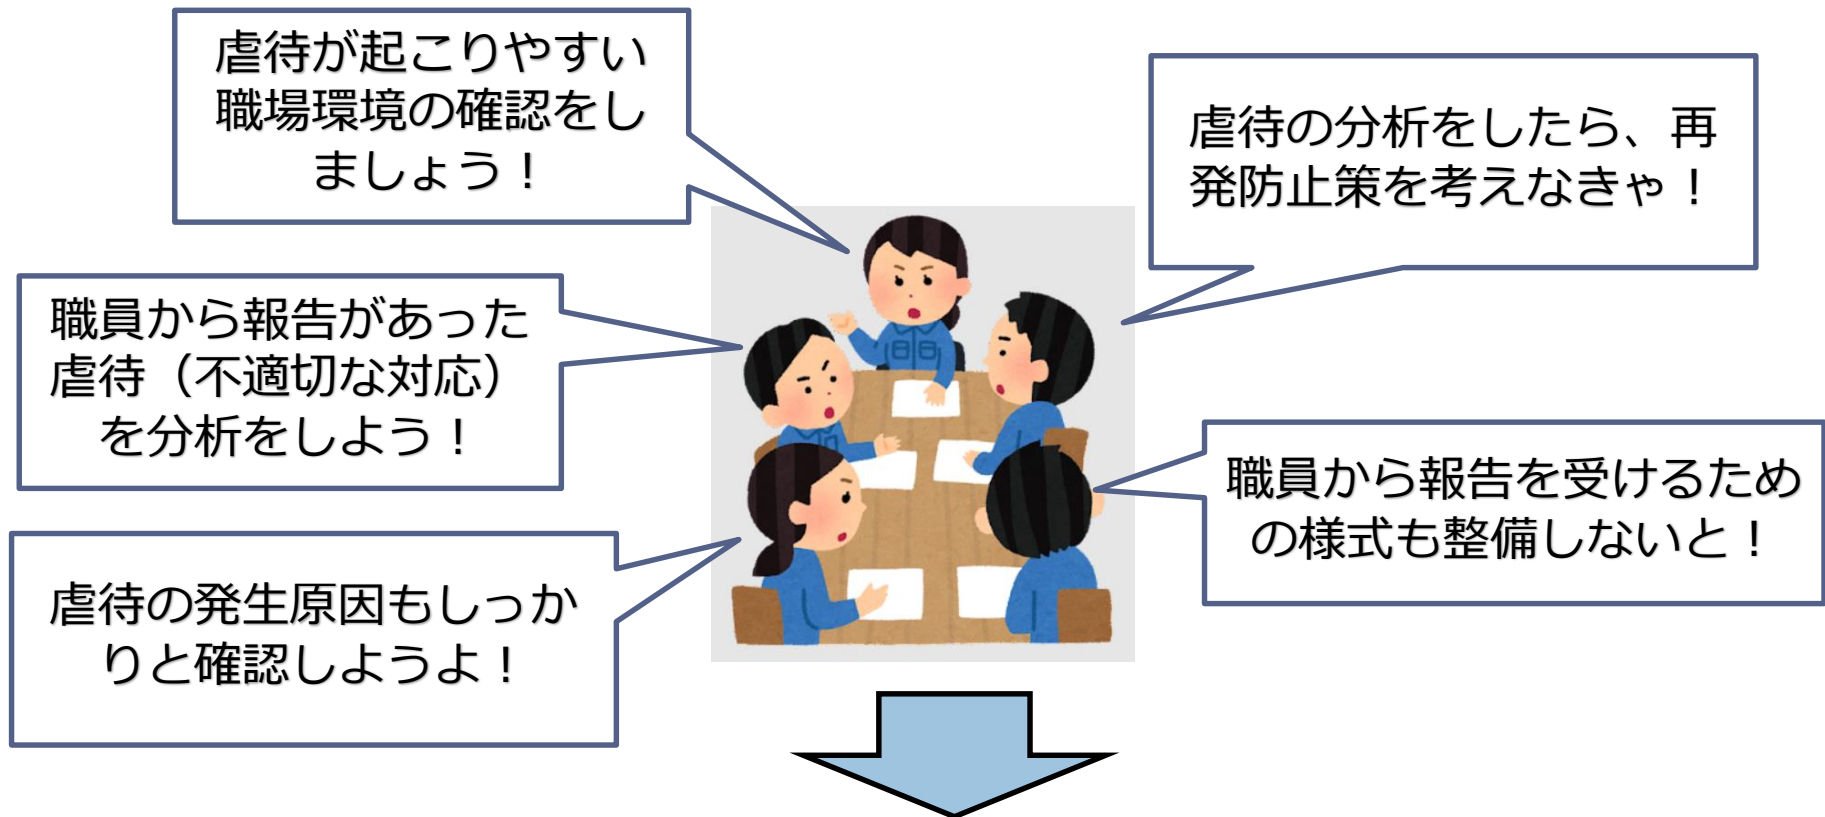 虐待が起こりやすい
職場環境の確認をし
ましょう！
虐待の分析をしたら、再
発防止策を考えなきゃ！
職員から報告があった
虐待（不適切な対応）
を分析をしよう！
職員から報告を受けるため
の様式も整備しないと！
虐待の発生原因もしっか
りと確認しようよ！